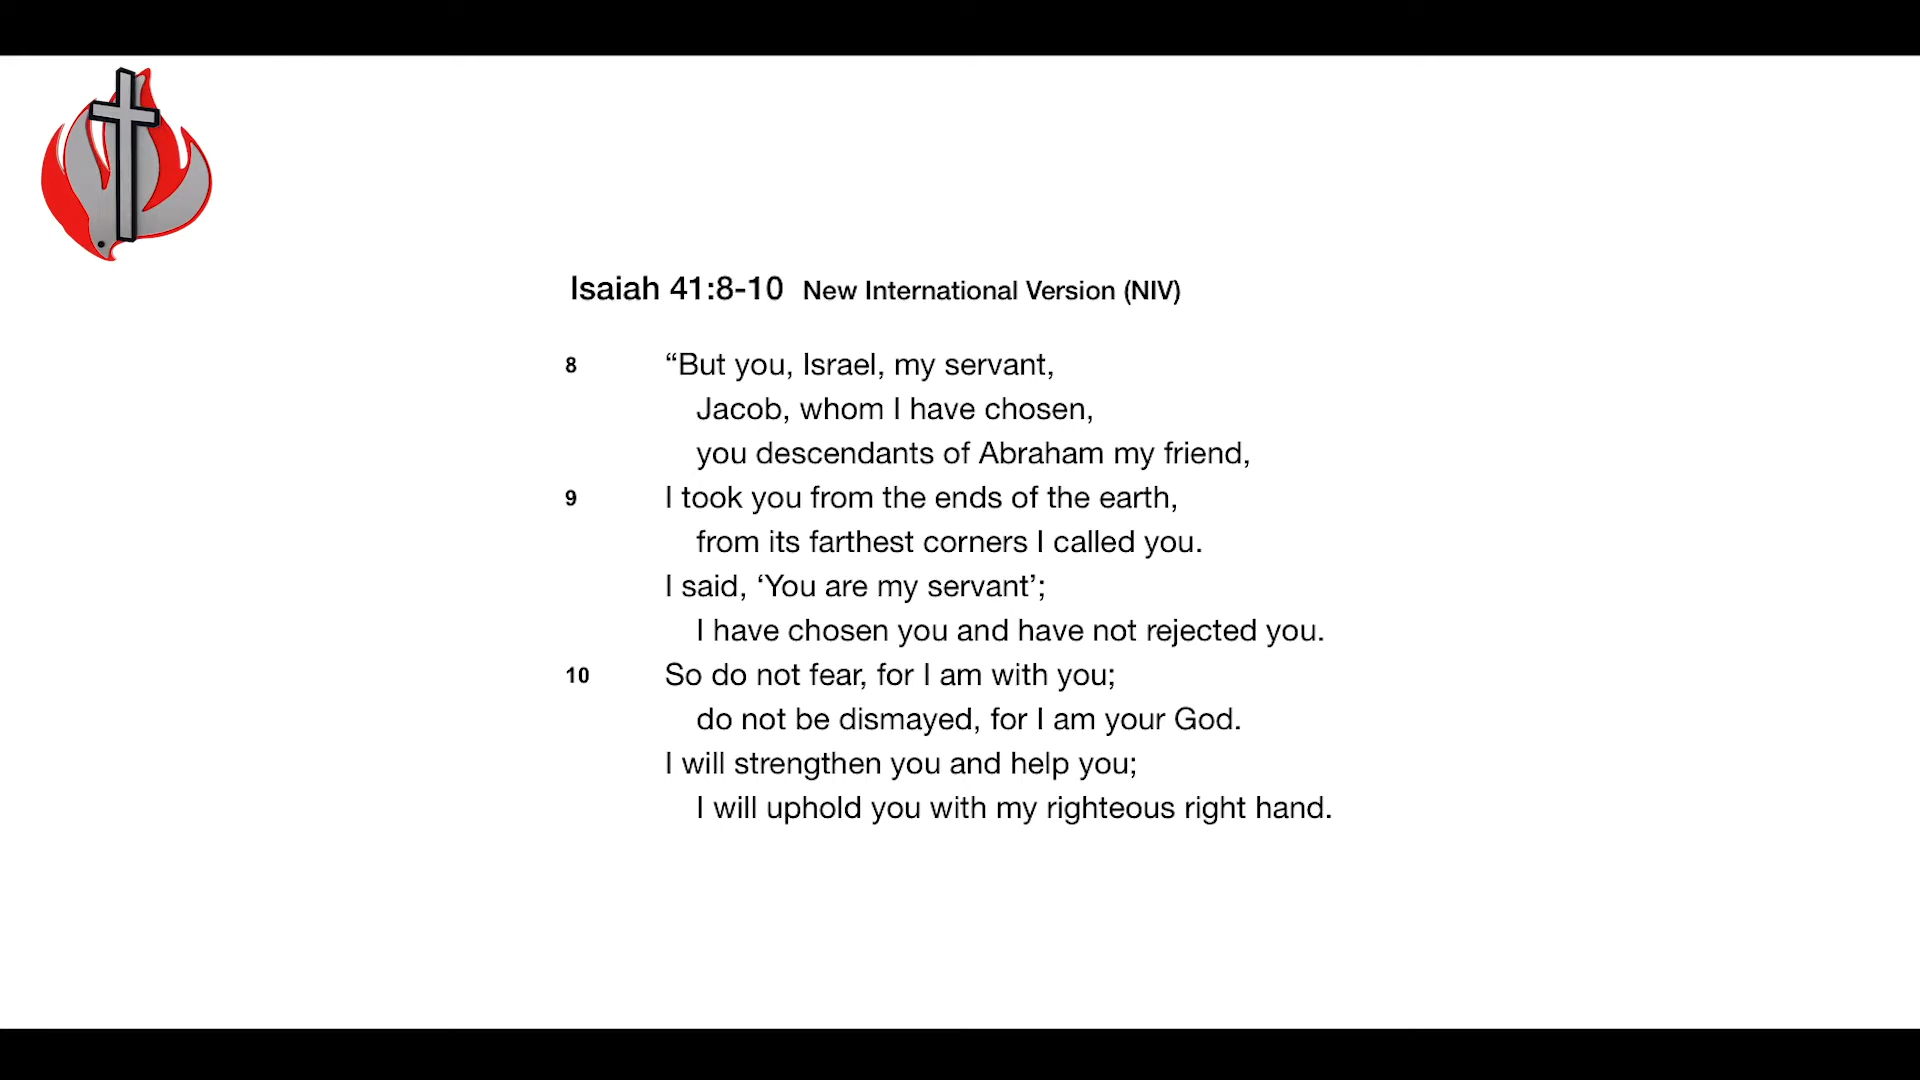 Isaiah 41:8-10 New International Version (NIV)
8 “But you, Israel, my servant,
Jacob, whom I have chosen,
you descendants of Abraham my friend,
9 I took you from the ends of the earth,
from its farthest corners I called you.
I said, ‘You are my servant’;
I have chosen you and have not rejected you.
10 So do not fear, for I am with you;
do not be dismayed, for I am your God.
I will strengthen you and help you;
I will uphold you with my righteous right hand.